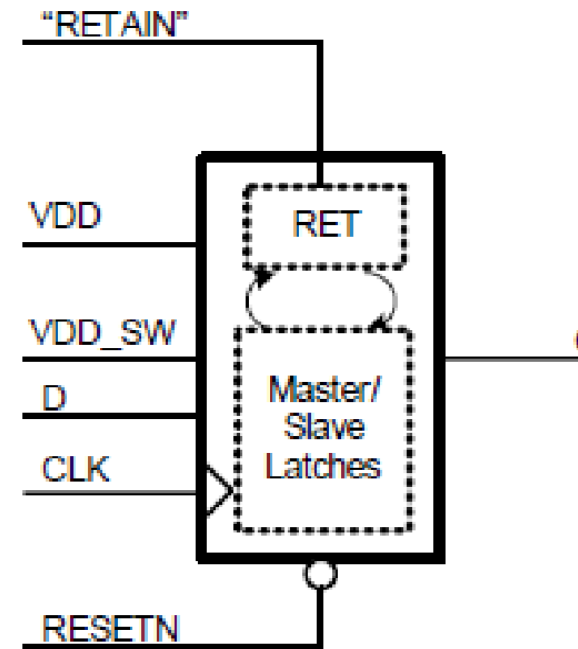 “RETAIN”
VDD
RET
VDD_SW
D
Master/
Slave
Latches
CLK
RESETN